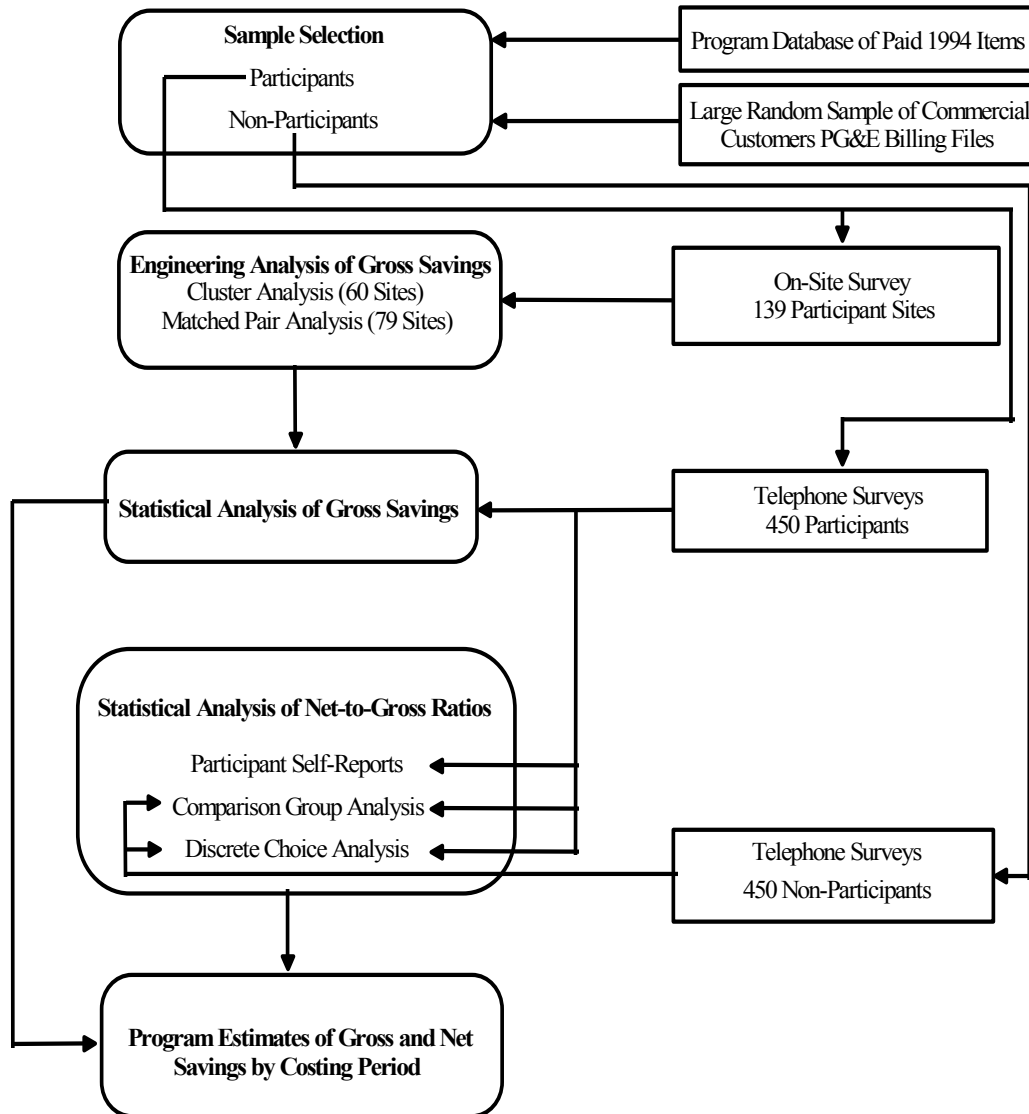 Sample Selection
Participants
Non-Participants
Program Database of Paid 1994 Items
Large Random Sample of Commercial
Customers PG&E Billing Files
Engineering Analysis of Gross Savings
Cluster Analysis (60 Sites)
Matched Pair Analysis (79 Sites)
On-Site Survey
139 Participant Sites
Statistical Analysis of Gross Savings
Telephone Surveys
450 Participants
Statistical Analysis of Net-to-Gross Ratios
Participant Self-Reports
Comparison Group Analysis
Discrete Choice Analysis
Telephone Surveys
450 Non-Participants
Program Estimates of Gross and Net
Savings by Costing Period